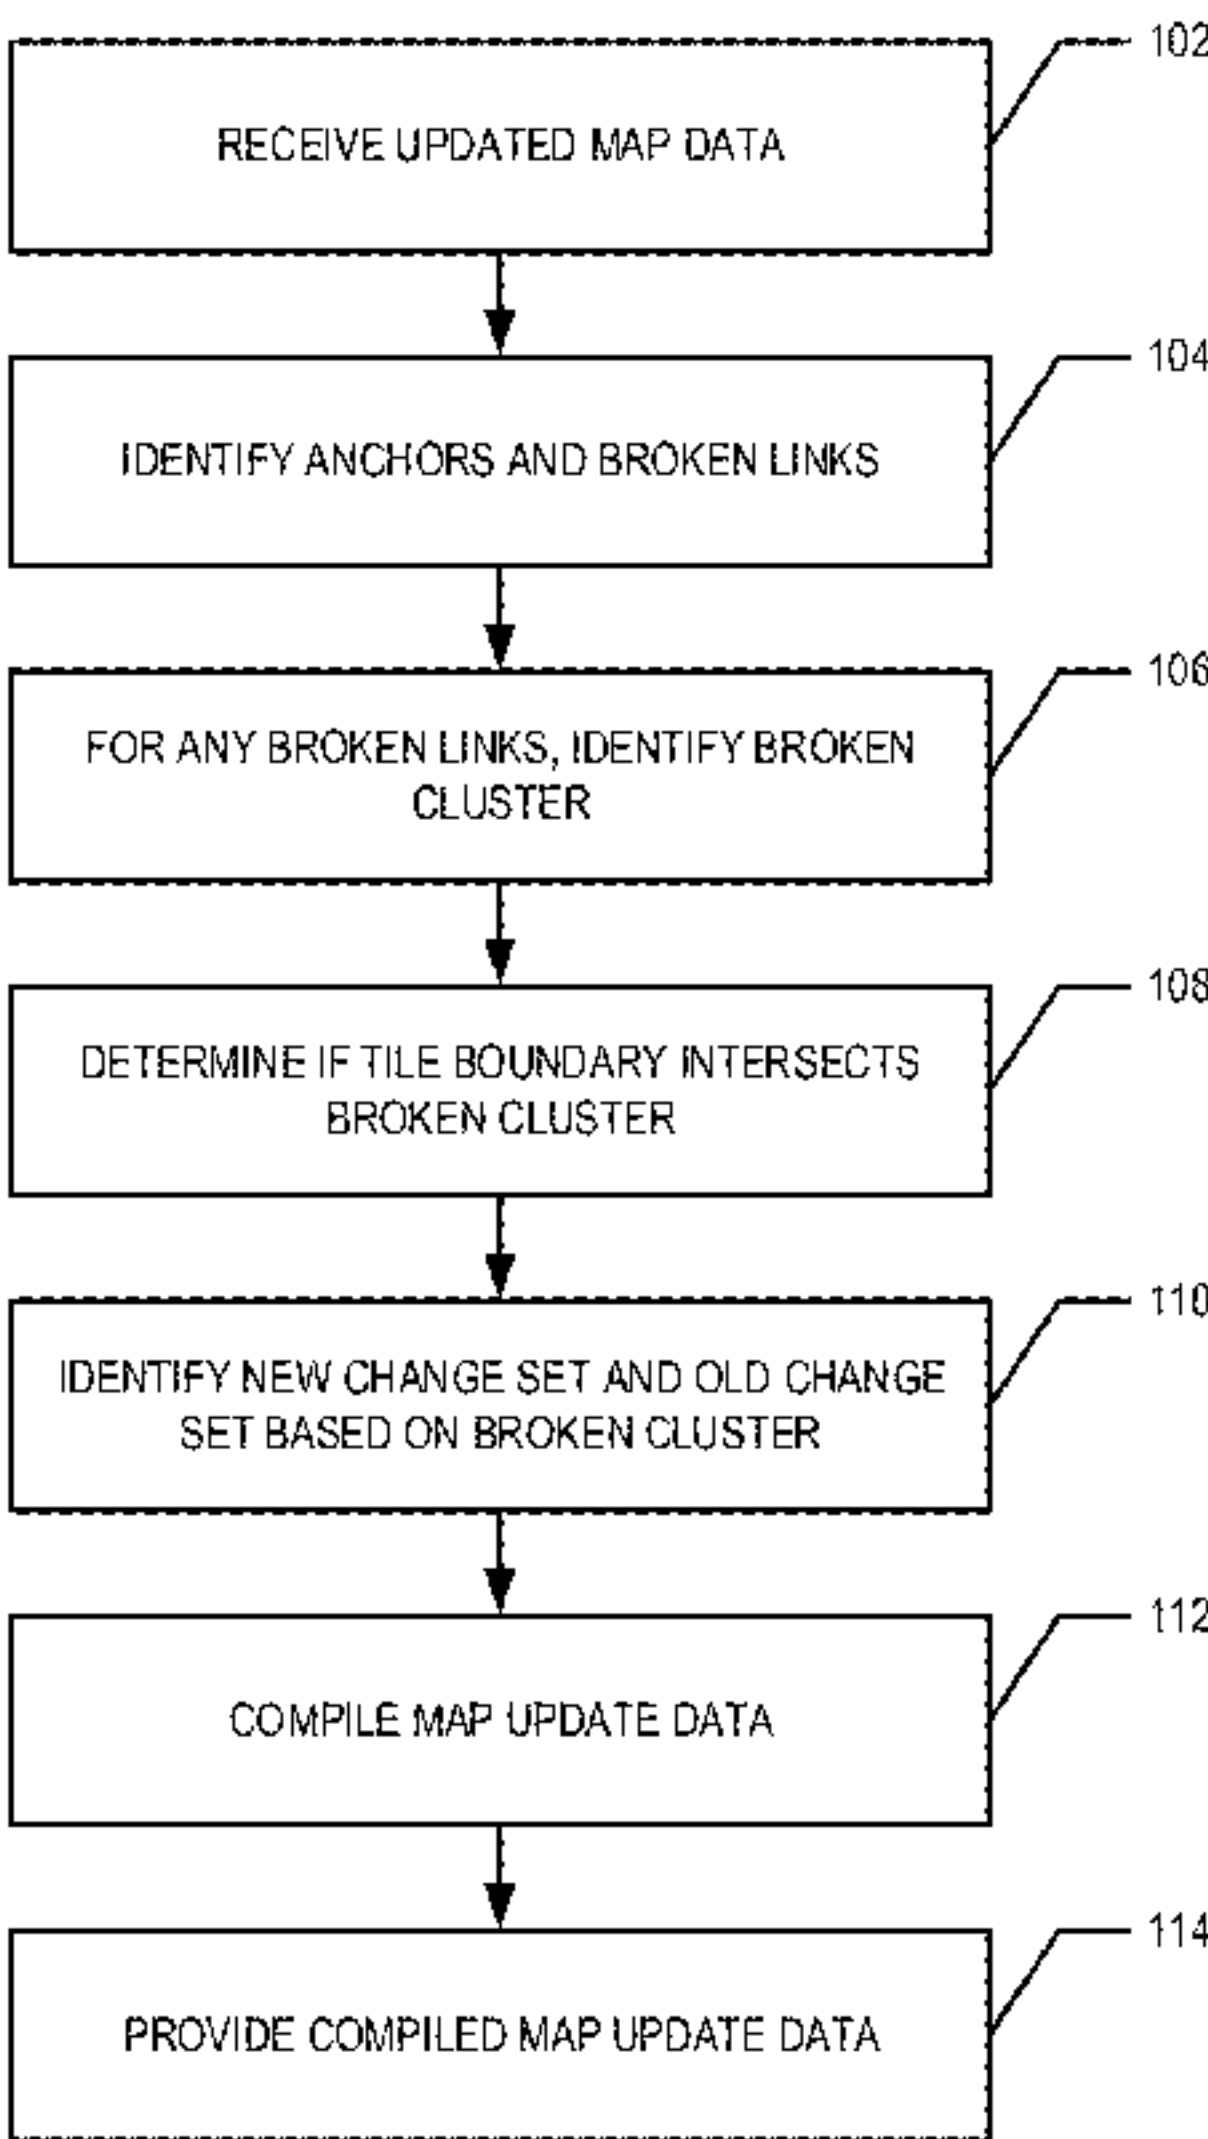 102
RECEIVE UPDATED MAP DATA
104
IDENTIFY ANCHORS AND BROKEN LINKS
106
FOR ANY BROKEN LINKS, IDENTIFY BROKEN
CLUSTER
108
DETERMINE IF TILE BOUNDARY INTERSECTS
BROKEN CLUSTER
110
IDENTIFY NEW CHANGE SET AND OLD CHANGE
SET BASED ON BROKEN CLUSTER
112
COMPILE MAP UPDATE DATA
114
PROVIDE COMPILED MAP UPDATE DATA